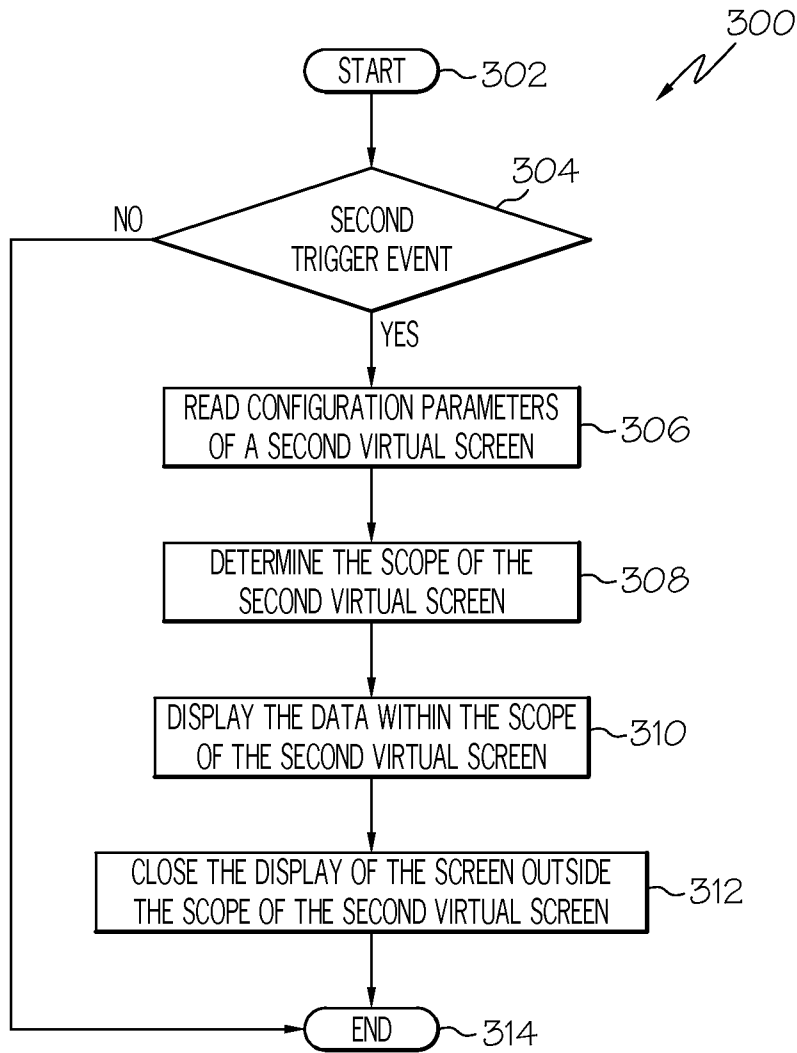 300
START
302
304
SECOND
TRIGGER EVENT
NO
YES
READ CONFIGURATION PARAMETERS
OF A SECOND VIRTUAL SCREEN
306
DETERMINE THE SCOPE OF THE
SECOND VIRTUAL SCREEN
308
DISPLAY THE DATA WITHIN THE SCOPE
OF THE SECOND VIRTUAL SCREEN
310
CLOSE THE DISPLAY OF THE SCREEN OUTSIDE
THE SCOPE OF THE SECOND VIRTUAL SCREEN
312
END
314